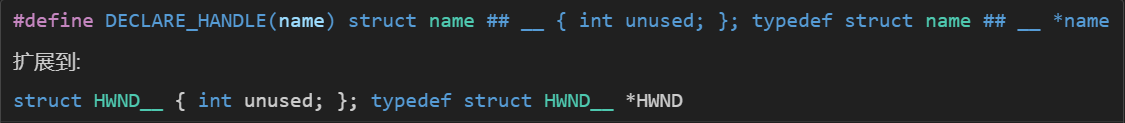 #define DECLARE_HANDLE(name) struct name ## __ { int unused; }; typedef struct name ## __ *name
扩展到:
struct HWND__ { int unused; }; typedef struct HWND__ *HWND